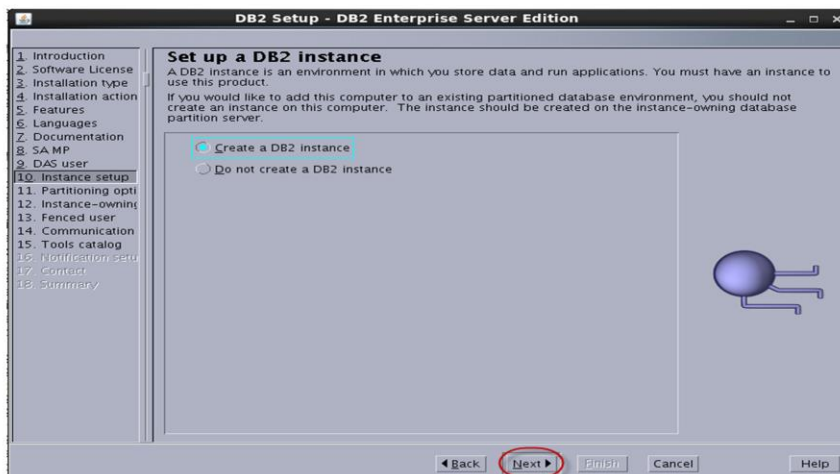 DB2 Setup - DB2 Enterprise Server Edition
1. Introduction
2. Software License
3. Installation type
4. Installation action
5. Features
6. Languages
7. Documentation
8. SA MP
9. DAS user
10. Instance setup
11. Partitioning opti
12. Instance-owning
13. Fenced user
14. Communication
15. Tools catalog
16. Notification setu
17. Contact
18. Summary
Set up a DB2 instance
A DB2 instance is an environment in which you store data and run applications. You must have an instance to
use this product.
If you would like to add this computer to an existing partitioned database environment, you should not
create an instance on this computer. The instance should be created on the instance-owning database
partition server.
Create a DB2 instance
Do not create a DB2 instance
Back Next Finish Cancel Help